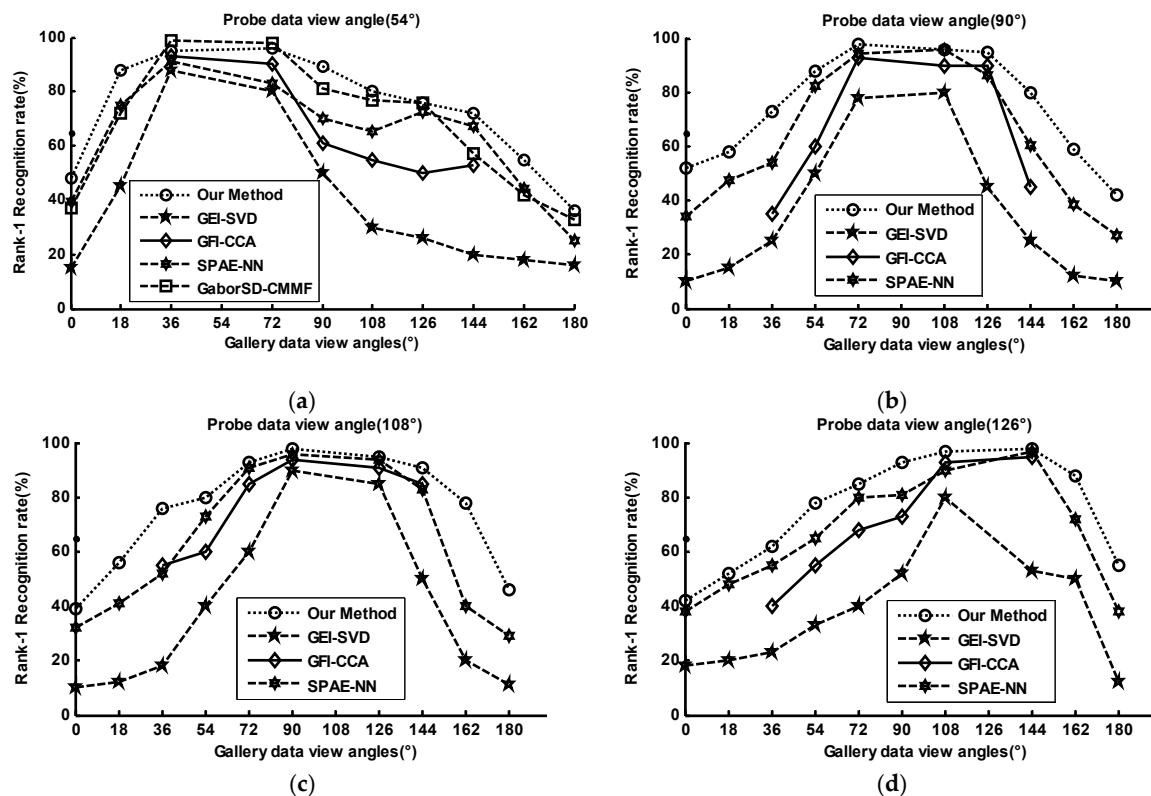 Probe data view angle(54°)
Rank-1 Recognition rate(%)
100
80
60
40
20
0
Our Method
GEI-SVD
GFI-CCA
SPAE-NN
GaborSD-CMMF
0 18 36 54 72 90 108 126 144 162 180
Gallery data view angles(°)
(a)
Probe data view angle(90°)
Rank-1 Recognition rate(%)
100
80
60
40
20
0
Our Method
GEI-SVD
GFI-CCA
SPAE-NN
0 18 36 54 72 90 108 126 144 162 180
Gallery data view angles(°)
(b)
Probe data view angle(108°)
Rank-1 Recognition rate(%)
100
80
60
40
20
0
Our Method
GEI-SVD
GFI-CCA
SPAE-NN
0 18 36 54 72 90 108 126 144 162 180
Gallery data view angles(°)
(c)
Probe data view angle(126°)
Rank-1 Recognition rate(%)
100
80
60
40
20
0
Our Method
GEI-SVD
GFI-CCA
SPAE-NN
0 18 36 54 72 90 108 126 144 162 180
Gallery data view angles(°)
(d)